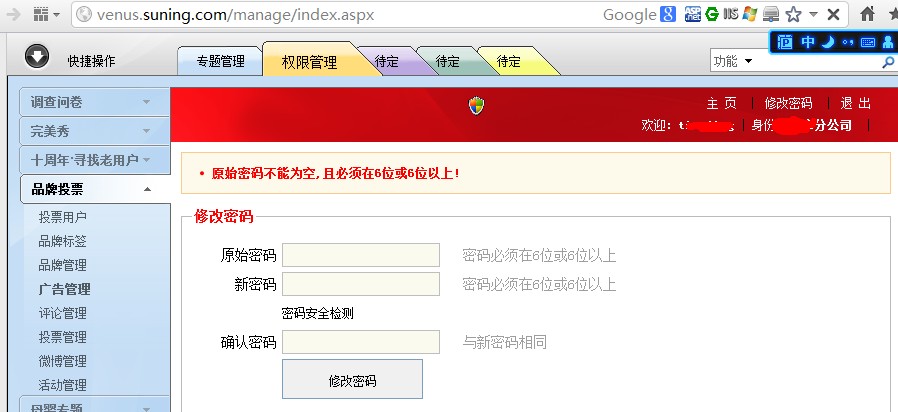 venus.suning.com/manage/index.aspx
Google
快捷操作
专题管理
权限管理
待定
待定
待定
功能
中
调查问卷
完美秀
十周年·寻找老用户
品牌投票
投票用户
品牌标签
品牌管理
广告管理
评论管理
投票管理
微博管理
活动管理
母婴专题
主 页 | 修改密码 | 退 出
欢迎: | 身份 分公司 |
• 原始密码不能为空,且必须在6位或6位以上!
修改密码
原始密码 密码必须在6位或6位以上
新密码 密码必须在6位或6位以上
密码安全检测
确认密码 与新密码相同
修改密码